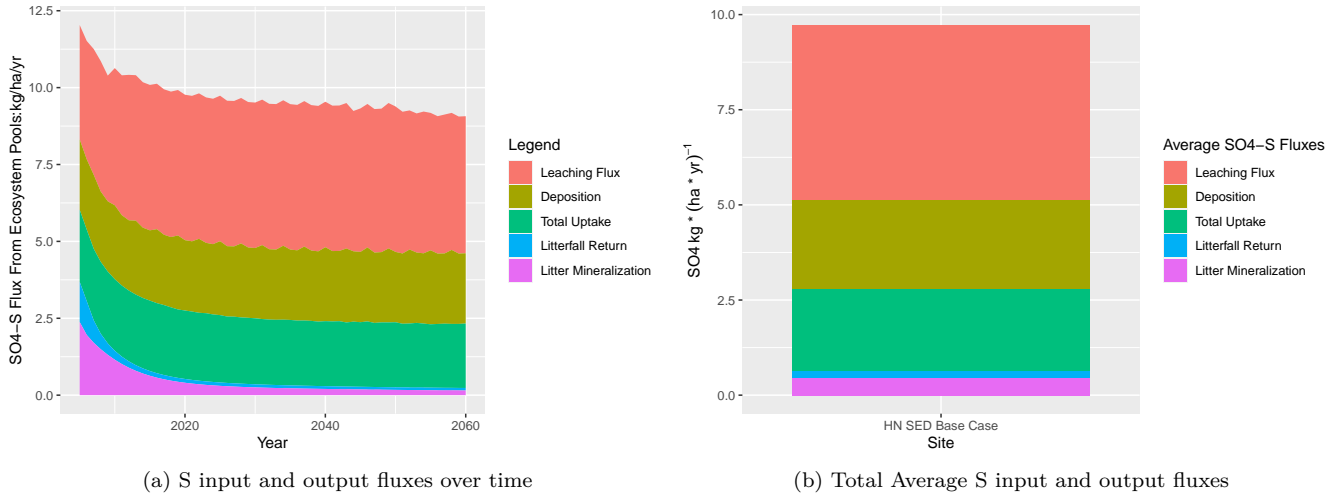 12.5
10.0
7.5
5.0
2.5
0.0
SO4−S Flux From Ecosystem Pools:kg/ha/yr
2020
2040
2060
Year
Legend
Leaching Flux
Deposition
Total Uptake
Litterfall Return
Litter Mineralization
(a) S input and output fluxes over time
10.0
7.5
5.0
2.5
0.0
SO4 kg * (ha * yr)⁻¹
HN SED Base Case
Site
Average SO4−S Fluxes
Leaching Flux
Deposition
Total Uptake
Litterfall Return
Litter Mineralization
(b) Total Average S input and output fluxes